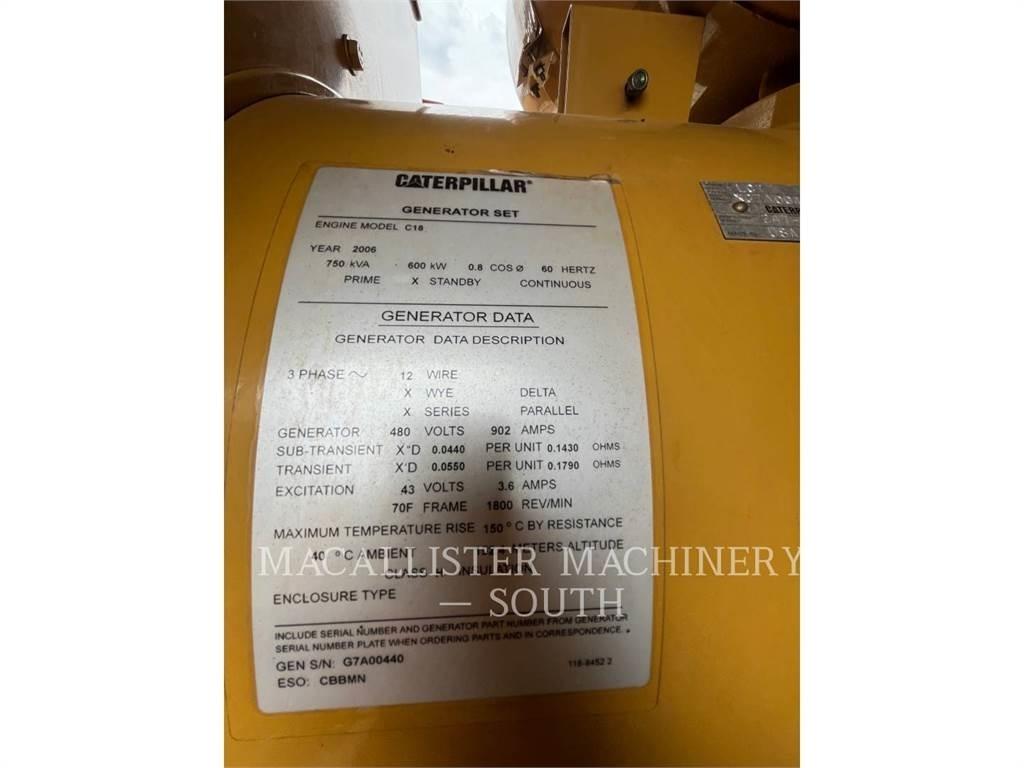 CATERPILLAR®
GENERATOR SET
ENGINE MODEL C18
YEAR 2006
750 kVA 600 kW 0.8 COS Ø 60 HERTZ
PRIME X STANDBY CONTINUOUS
GENERATOR DATA
GENERATOR DATA DESCRIPTION
3 PHASE ~ 12 WIRE
X WYE DELTA
X SERIES PARALLEL
GENERATOR 480 VOLTS 902 AMPS
SUB-TRANSIENT X"D 0.0440 PER UNIT 0.1430 OHMS
TRANSIENT X'D 0.0550 PER UNIT 0.1790 OHMS
EXCITATION 43 VOLTS 3.6 AMPS
70F FRAME 1800 REV/MIN
MAXIMUM TEMPERATURE RISE 150 °C BY RESISTANCE
40 °C AMBIENT METERS ALTITUDE
CLASS H INSULATION
ENCLOSURE TYPE
INCLUDE SERIAL NUMBER AND GENERATOR PART NUMBER FROM GENERATOR
SERIAL NUMBER PLATE WHEN ORDERING PARTS AND IN CORRESPONDENCE.
GEN S/N: G7A00440 118-8452 2
ESO: CBBMN
MACALLISTER MACHINERY
— SOUTH